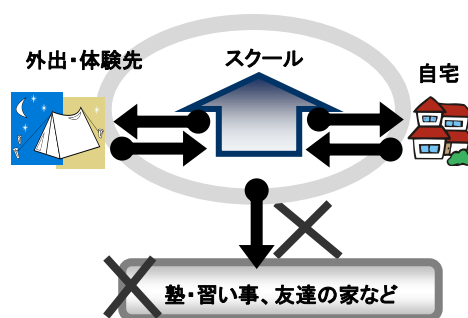 外出・体験先
スクール
自宅
塾・習い事、友達の家など